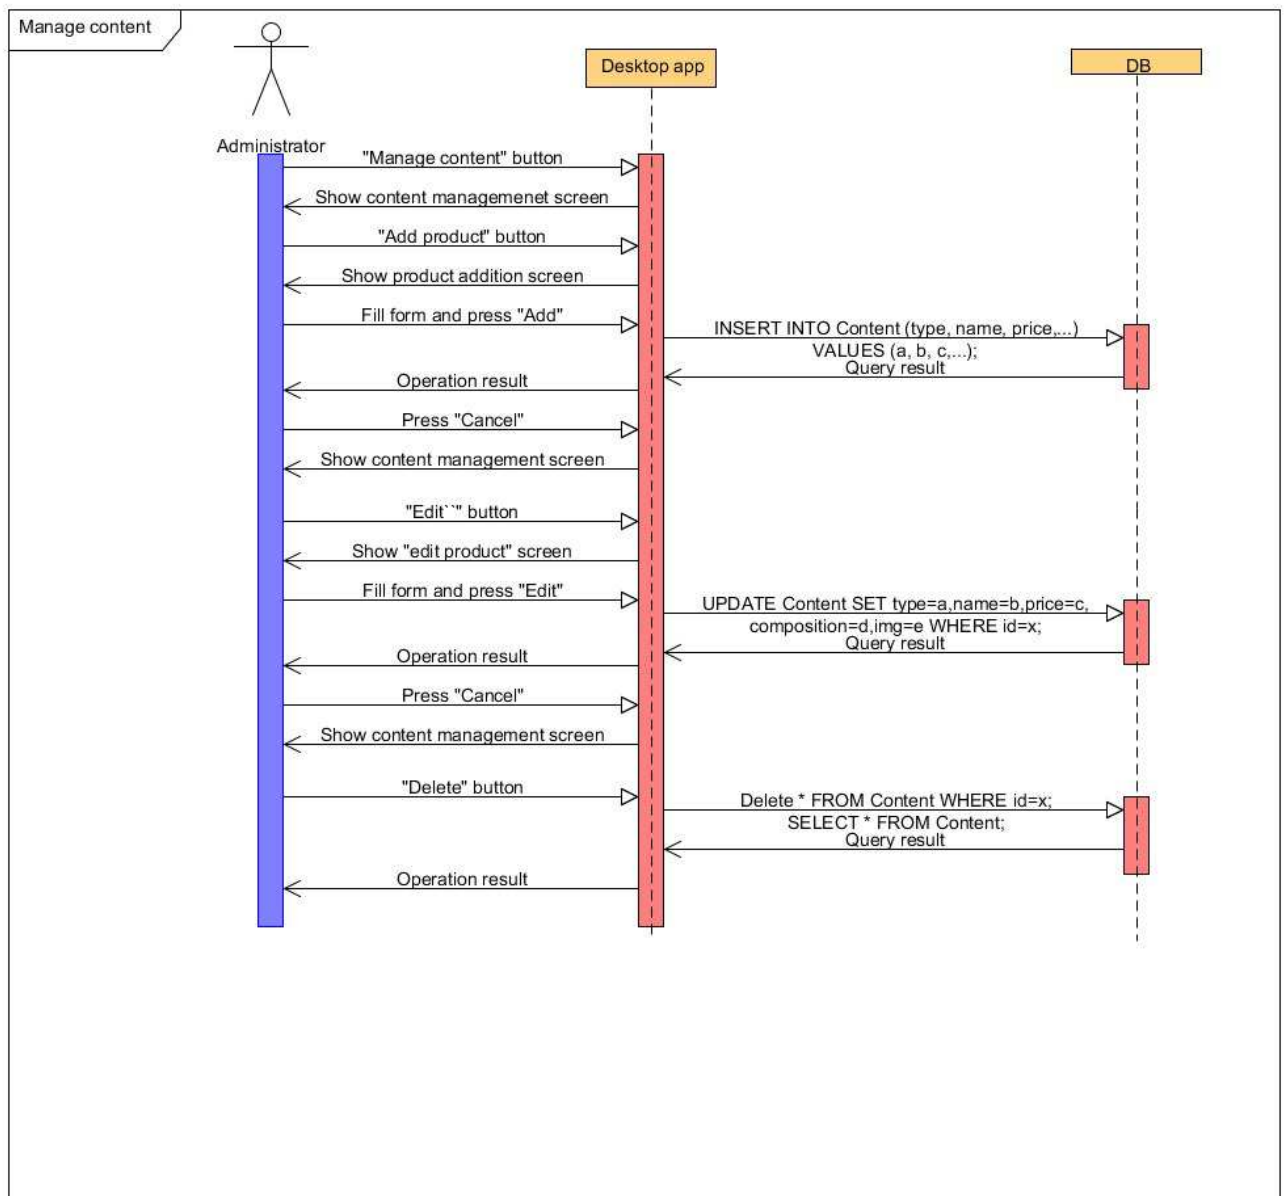 Manage content
Desktop app
DB
Administrator
"Manage content" button
Show content managemenet screen
"Add product" button
Show product addition screen
Fill form and press "Add"
INSERT INTO Content (type, name, price,...)
VALUES (a, b, c,...);
Query result
Operation result
Press "Cancel"
Show content management screen
"Edit``" button
Show "edit product" screen
Fill form and press "Edit"
UPDATE Content SET type=a,name=b,price=c,
composition=d,img=e WHERE id=x;
Query result
Operation result
Press "Cancel"
Show content management screen
"Delete" button
Delete * FROM Content WHERE id=x;
SELECT * FROM Content;
Query result
Operation result